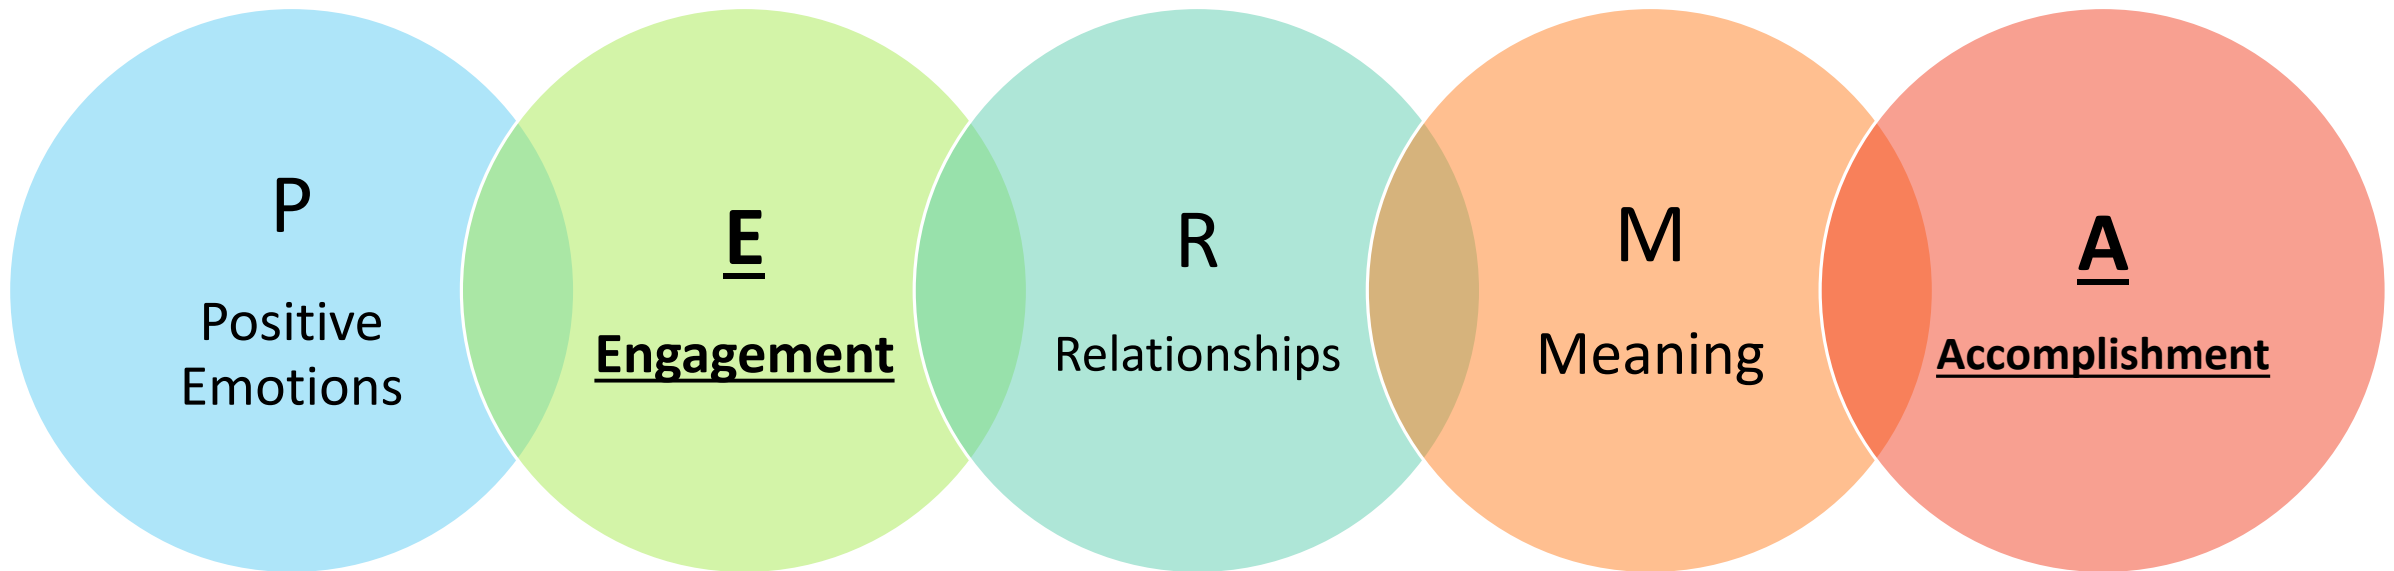 P
Positive
Emotions
E
Engagement
R
Relationships
M
Meaning
A
Accomplishment